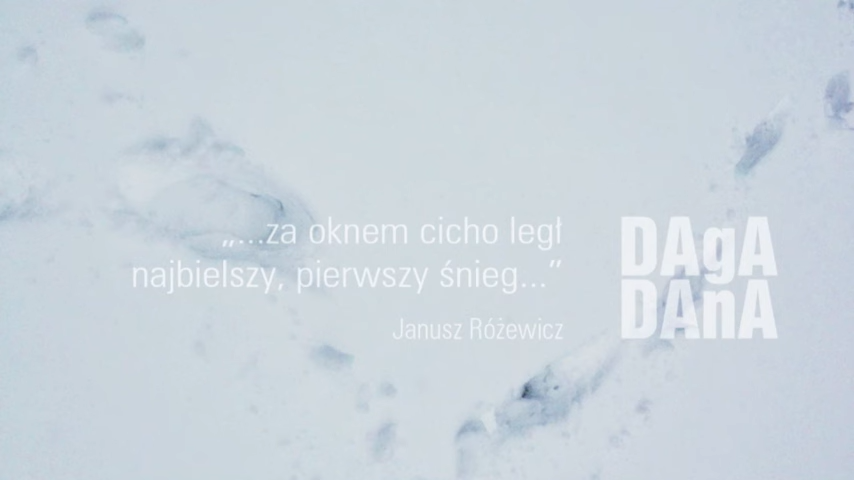 „...za oknem cicho legł
najbielszy, pierwszy śnieg...”
Janusz Różewicz
DAgA
DAnA